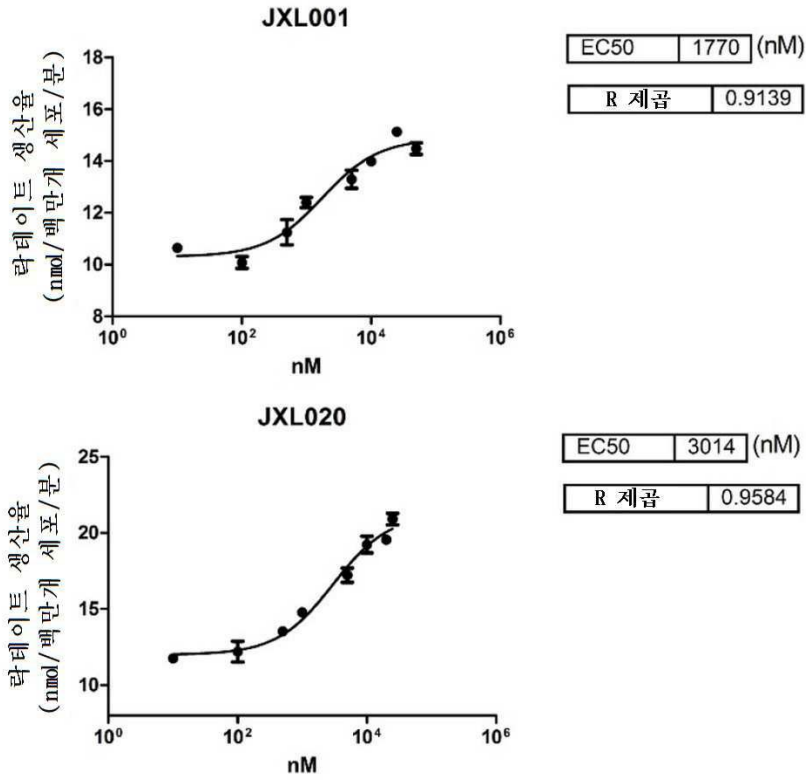 JXL001
EC50 1770 (nM)
R 제곱 0.9139
락테이트 생산율
(nmol/백만개 세포/분)
18
16
14
12
10
8
10⁰ 10² 10⁴ 10⁶
nM
JXL020
EC50 3014 (nM)
R 제곱 0.9584
락테이트 생산율
(nmol/백만개 세포/분)
25
20
15
10
10⁰ 10² 10⁴ 10⁶
nM